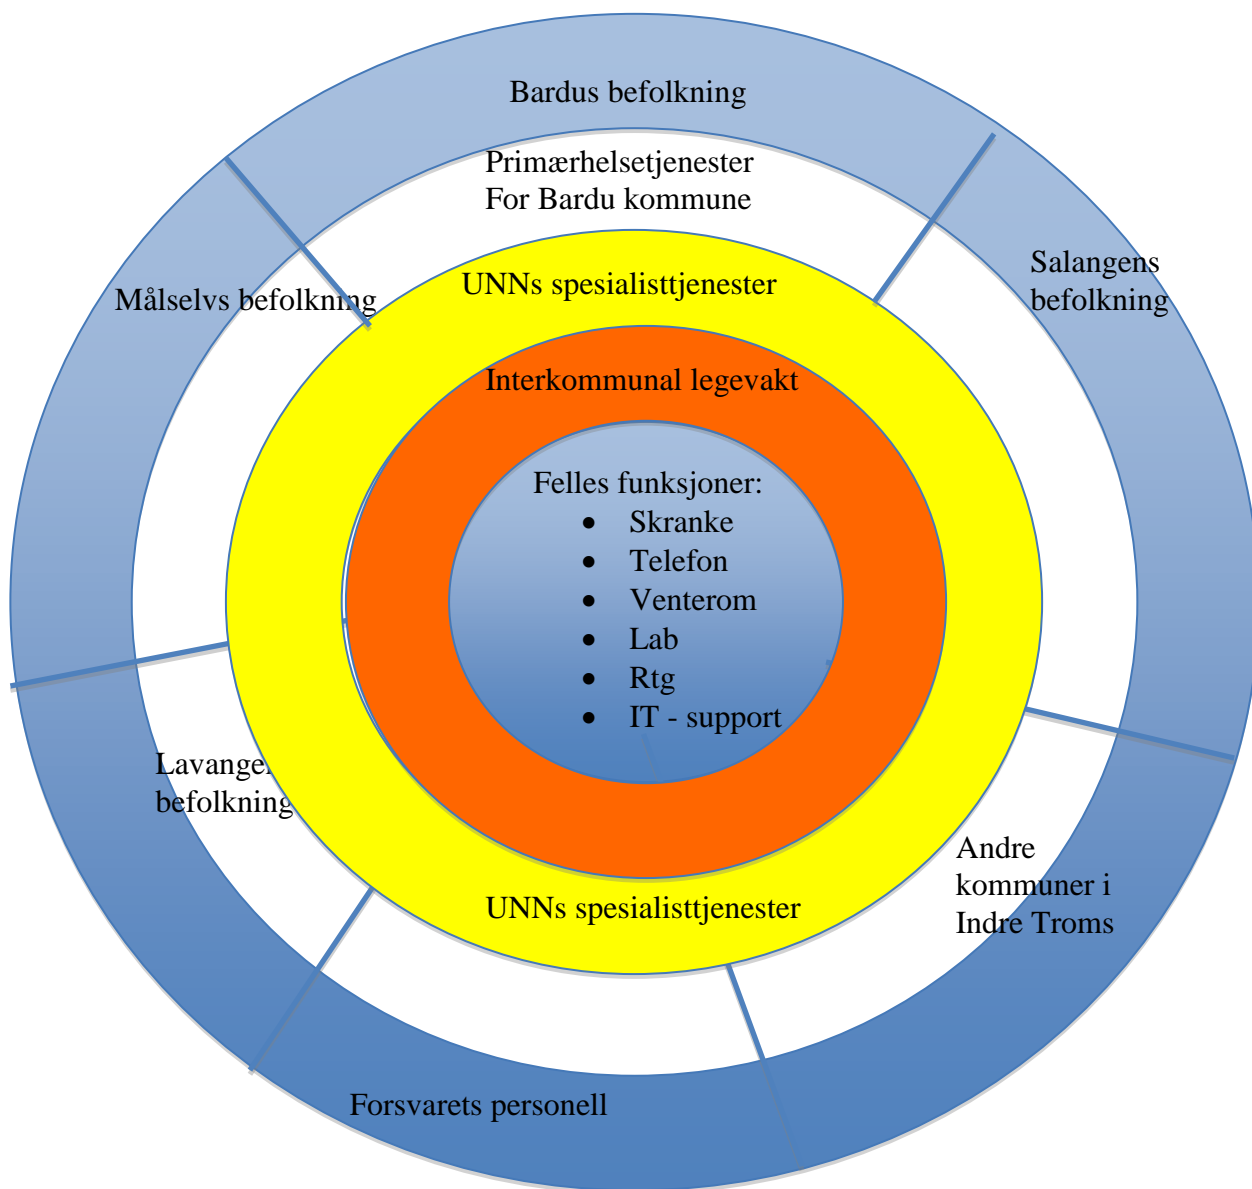 Bardus befolkning
Primærhelsetjenester
For Bardu kommune
UNNs spesialisttjenester
Salangens
befolkning
Målselvs befolkning
Interkommunal legevakt
Felles funksjoner:
• Skranke
• Telefon
• Venterom
• Lab
• Rtg
• IT - support
Lavangen
befolkning
Andre
kommuner i
Indre Troms
UNNs spesialisttjenester
Forsvarets personell